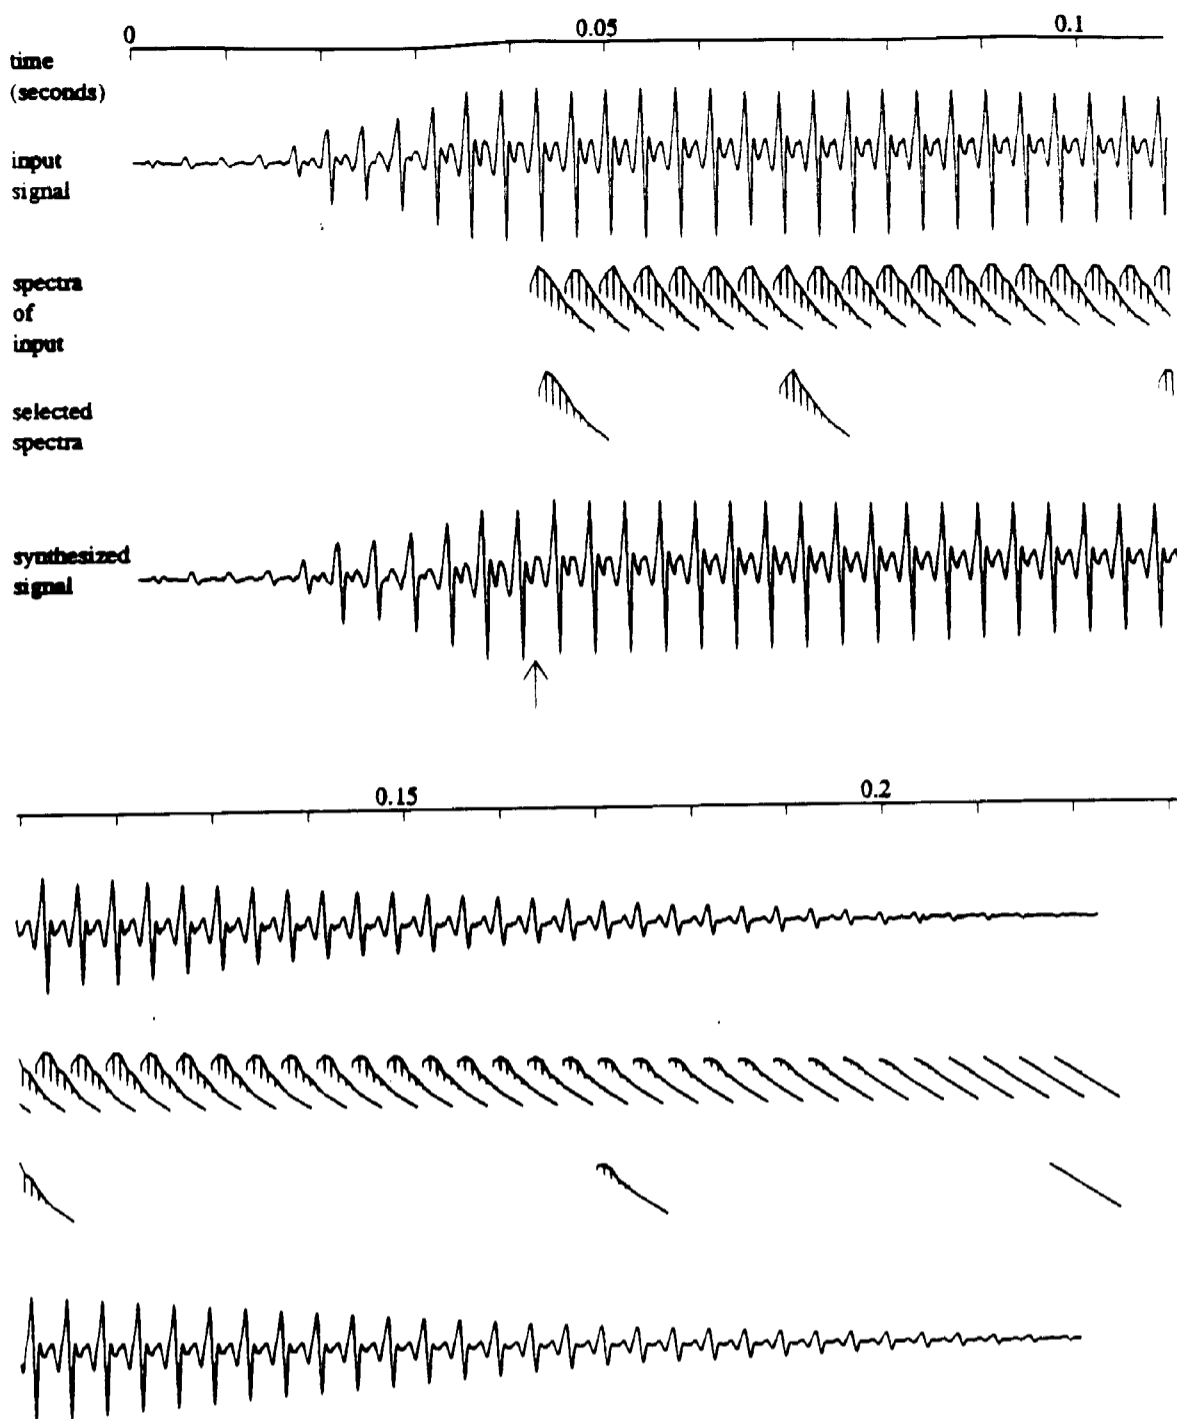 0 0.05 0.1
time
(seconds)
input
signal
spectra
of
input
selected
spectra
synthesized
signal
0.15 0.2